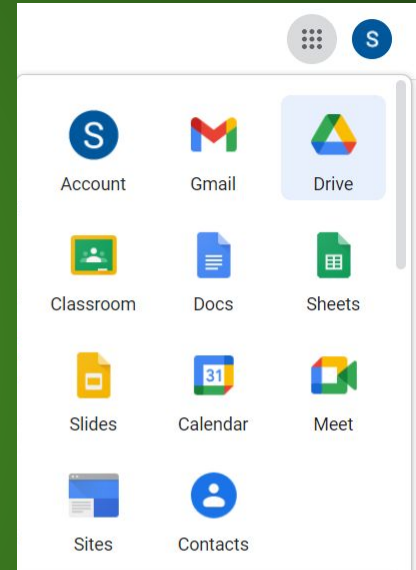 S
S
Account Gmail Drive
Classroom Docs Sheets
31
Slides Calendar Meet
Sites Contacts